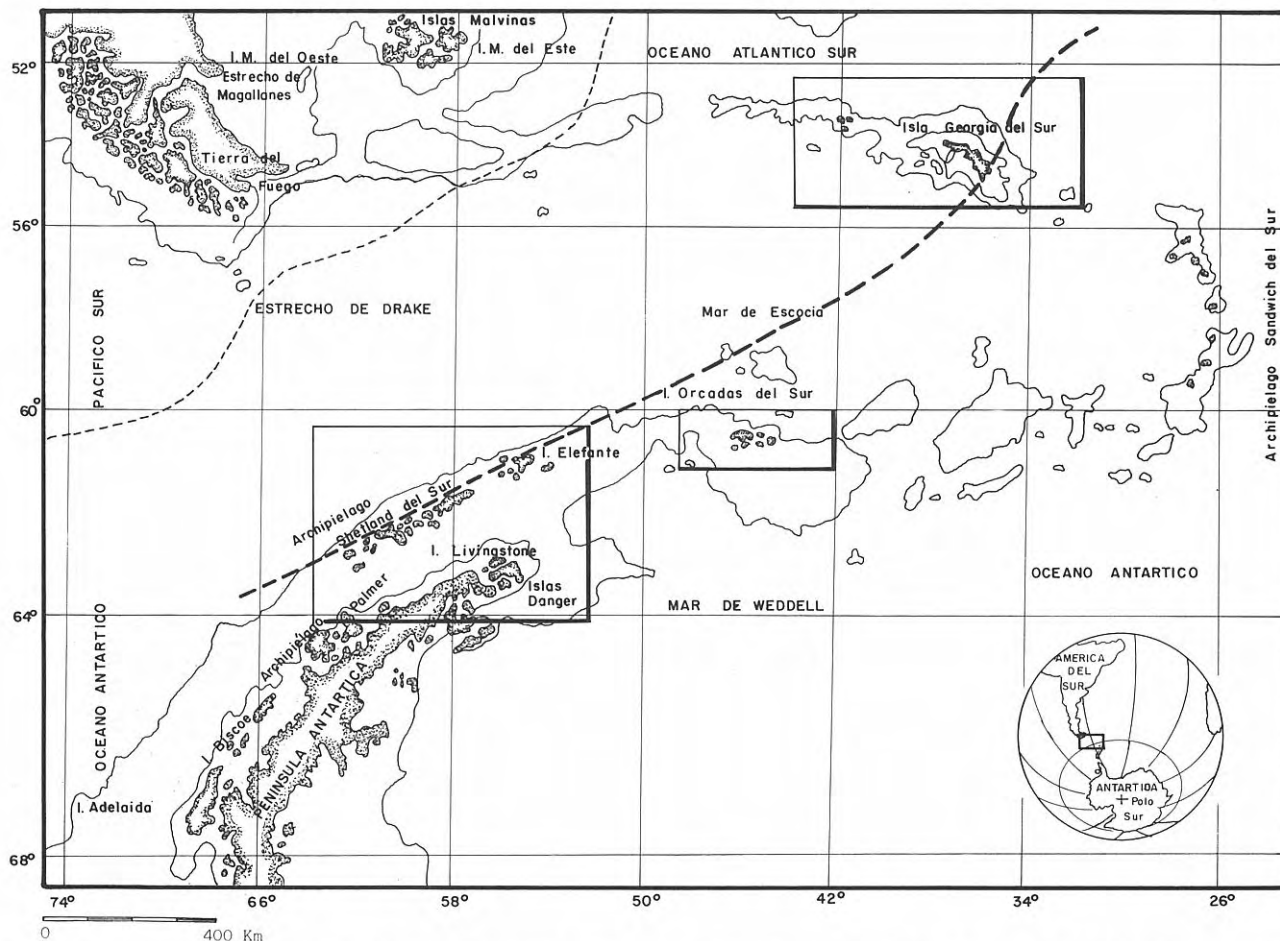 Islas Malvinas
I.M. del Oeste
I.M. del Este
OCEANO ATLANTICO SUR
Estrecho de
Magallanes
Isla Georgia del Sur
Tierra del
Fuego
52°
56°
60°
64°
68°
PACIFICO SUR
ESTRECHO DE DRAKE
Mar de Escocia
Archipielago Sandwich del Sur
I. Orcadas del Sur
I. Elefante
Archipielago
Shetland del Sur
I. Livingstone
Islas
Danger
MAR DE WEDDELL
OCEANO ANTARTICO
OCEANO ANTARTICO
Archipielago Palmer
PENINSULA ANTARTICA
I. Biscoe
I. Adelaida
AMERICA
DEL
SUR
ANTARTIDA
Polo
Sur
74°
66°
58°
50°
42°
34°
26°
0
400 Km